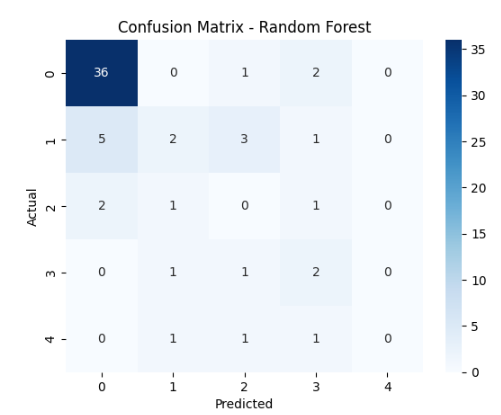 Confusion Matrix - Random Forest
0 36 0 1 2 0
1 5 2 3 1 0
2 2 1 0 1 0
3 0 1 1 2 0
4 0 1 1 1 0
0 1 2 3 4
Predicted
Actual
35
30
25
20
15
10
5
0